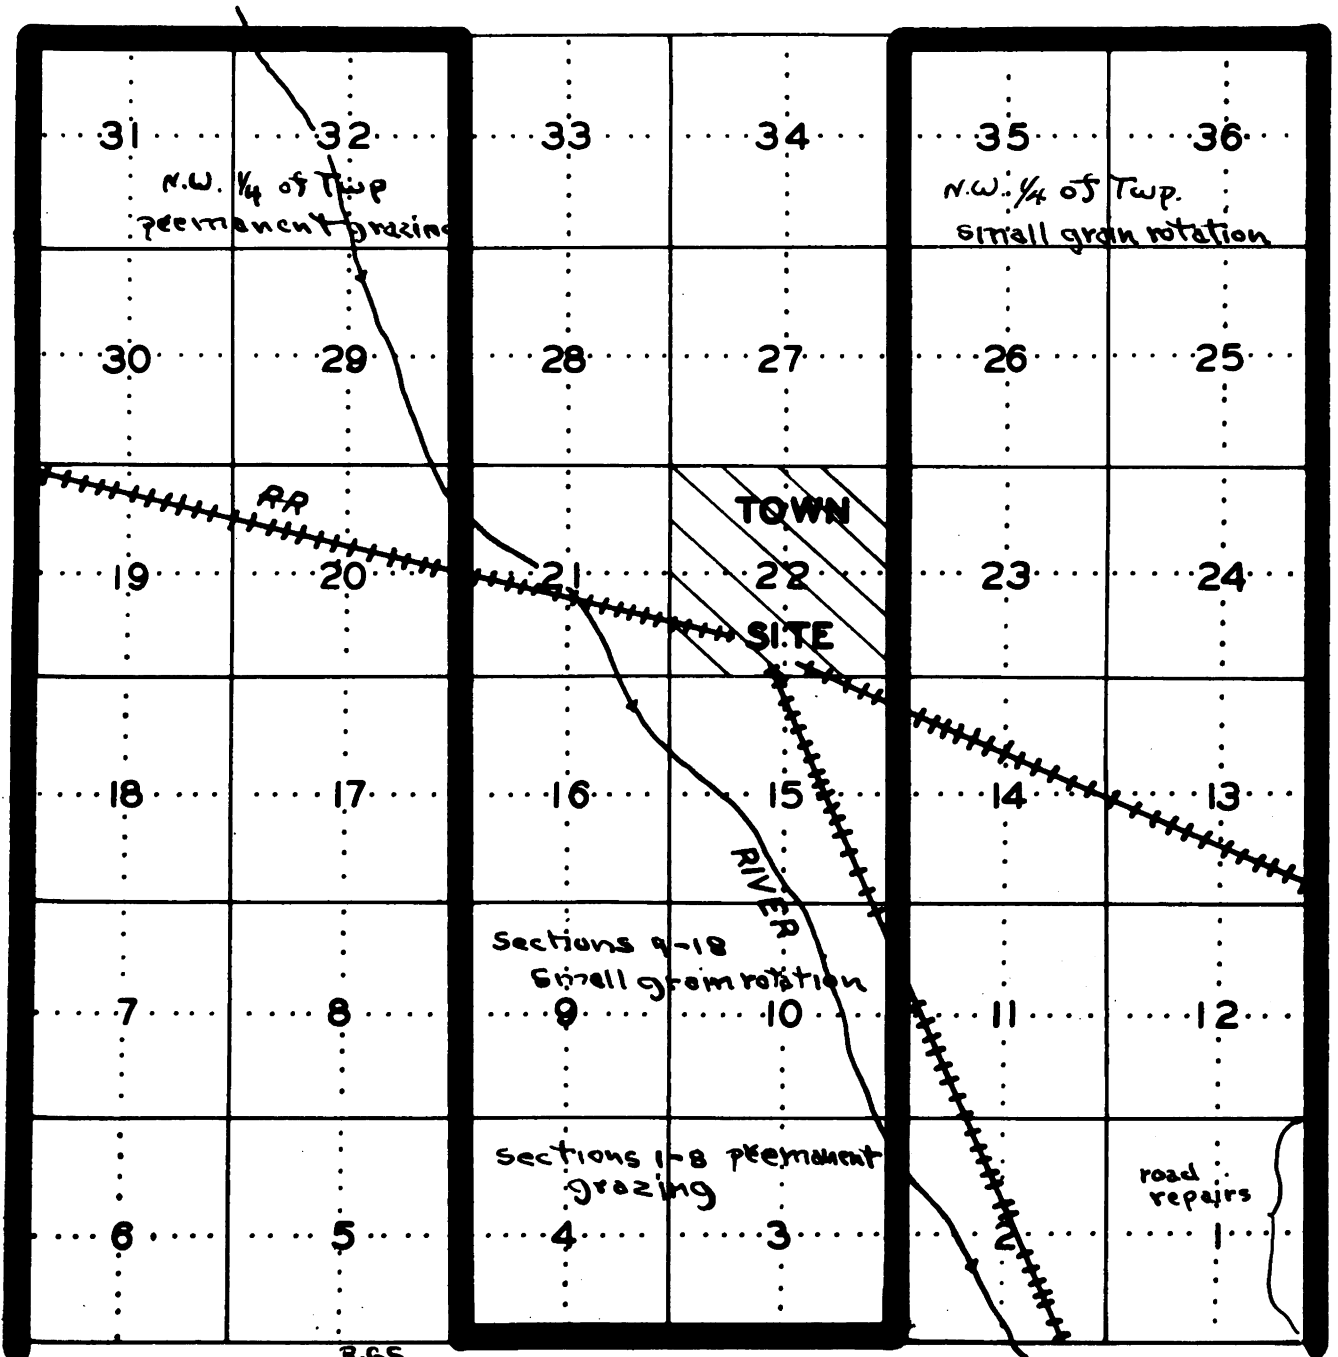 31 32 33 34 35 36
N.W. 1/4 of Twp
peemanent grazing
N.W. 1/4 of Twp.
small grain rotation
30 29 28 27 26 25
RR
TOWN
19 20 21 22 23 24
SITE
18 17 16 15 14 13
RIVER
Sections 9-18
Small grain rotation
7 8 9 10 11 12
Sections 1-8 peemanent
grazing
road
repairs
6 5 4 3 2 1